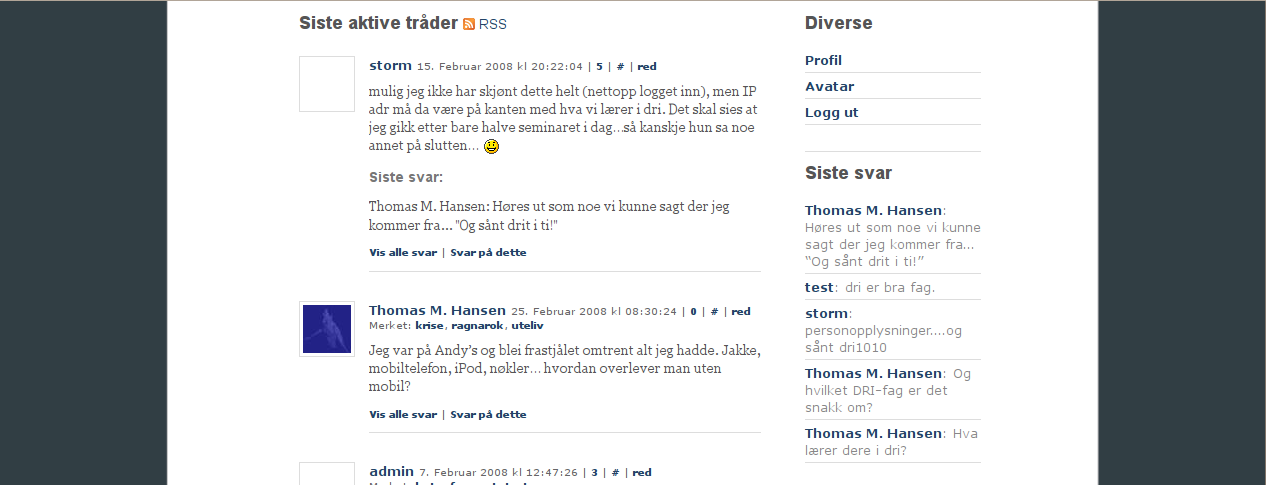 Siste aktive tråder RSS
storm 15. Februar 2008 kl 20:22:04 | 5 | # | red
mulig jeg ikke har skjønt dette helt (nettopp logget inn), men IP
adr må da være på kanten med hva vi lærer i dri. Det skal sies at
jeg gikk etter bare halve seminaret i dag...så kanskje hun sa noe
annet på slutten...
Siste svar:
Thomas M. Hansen: Høres ut som noe vi kunne sagt der jeg
kommer fra... "Og sånt drit i ti!"
Vis alle svar | Svar på dette
Thomas M. Hansen 25. Februar 2008 kl 08:30:24 | 0 | # | red
Merket: krise, ragnarok, uteliv
Jeg var på Andy's og blei frastjålet omtrent alt jeg hadde. Jakke,
mobiltelefon, iPod, nøkler... hvordan overlever man uten
mobil?
Vis alle svar | Svar på dette
admin 7. Februar 2008 kl 12:47:26 | 3 | # | red
Diverse
Profil
Avatar
Logg ut
Siste svar
Thomas M. Hansen:
Høres ut som noe vi kunne
sagt der jeg kommer fra...
“Og sånt drit i ti!”
test: dri er bra fag.
storm:
personopplysninger....og
sånt dri1010
Thomas M. Hansen: Og
hvilket DRI-fag er det
snakk om?
Thomas M. Hansen: Hva
lærer dere i dri?